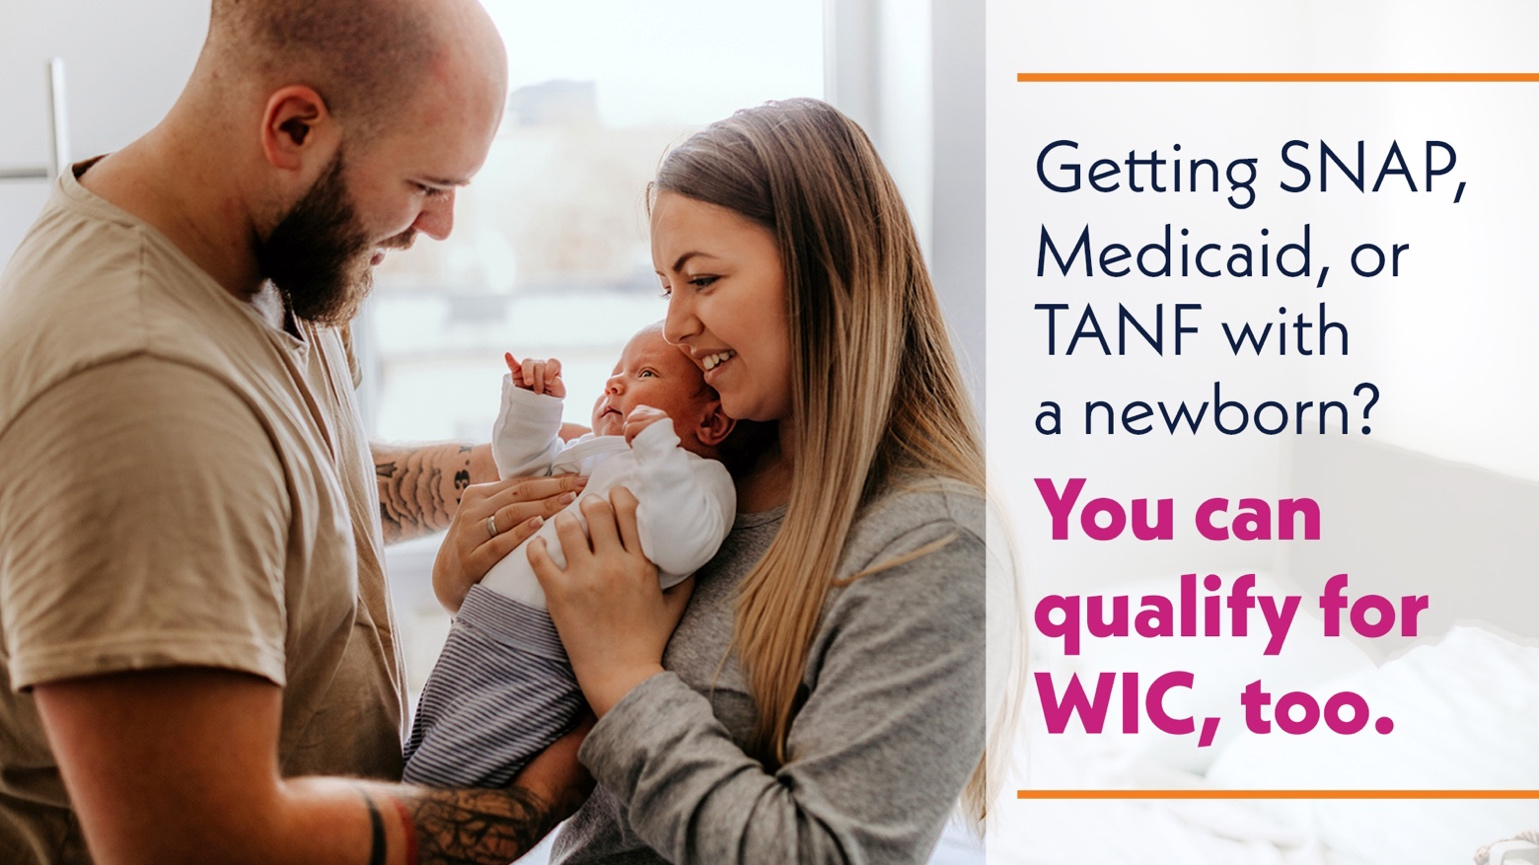 Getting SNAP,
Medicaid, or
TANF with
a newborn?
You can
qualify for
WIC, too.